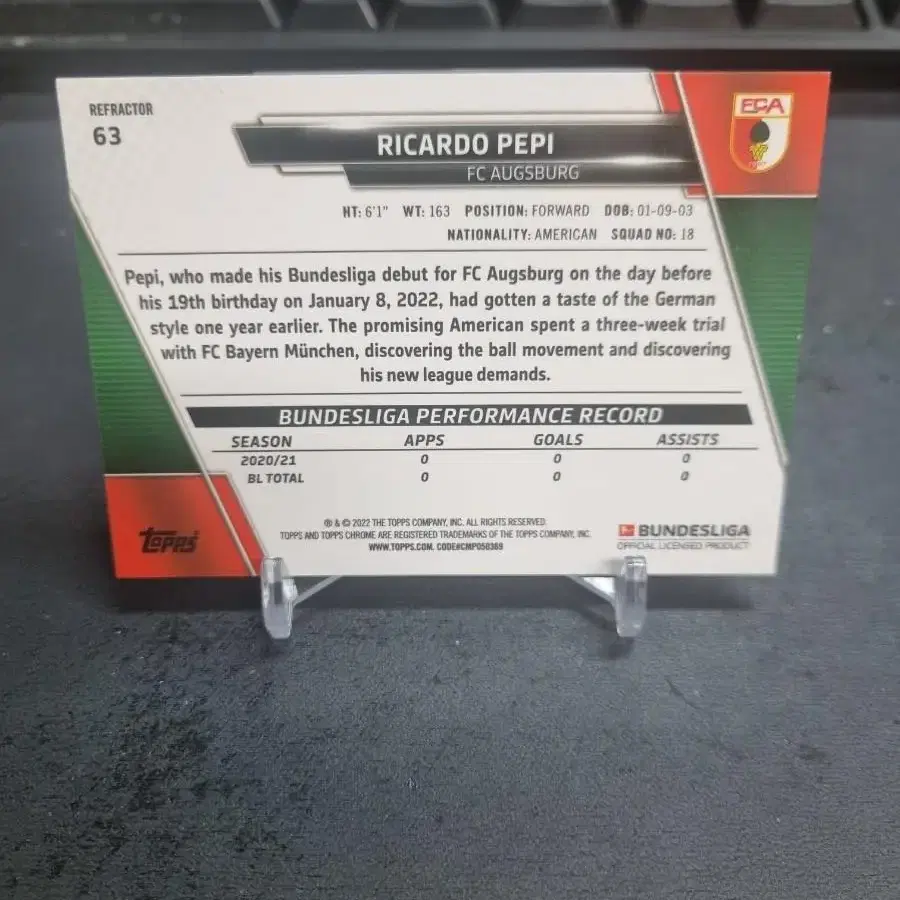 REFRACTOR
63
FCA
RICARDO PEPI
FC AUGSBURG
HT: 6'1" WT: 163 POSITION: FORWARD DOB: 01-09-03
NATIONALITY: AMERICAN SQUAD NO: 18
Pepi, who made his Bundesliga debut for FC Augsburg on the day before
his 19th birthday on January 8, 2022, had gotten a taste of the German
style one year earlier. The promising American spent a three-week trial
with FC Bayern München, discovering the ball movement and discovering
his new league demands.
BUNDESLIGA PERFORMANCE RECORD
SEASON APPS GOALS ASSISTS
2020/21 0 0 0
BL TOTAL 0 0 0
® & © 2022 THE TOPPS COMPANY, INC. ALL RIGHTS RESERVED.
TOPPS AND TOPPS CHROME ARE REGISTERED TRADEMARKS OF THE TOPPS COMPANY, INC.
WWW.TOPPS.COM. CODE#CMP050369
Topps
BUNDESLIGA
OFFICIAL LICENSED PRODUCT